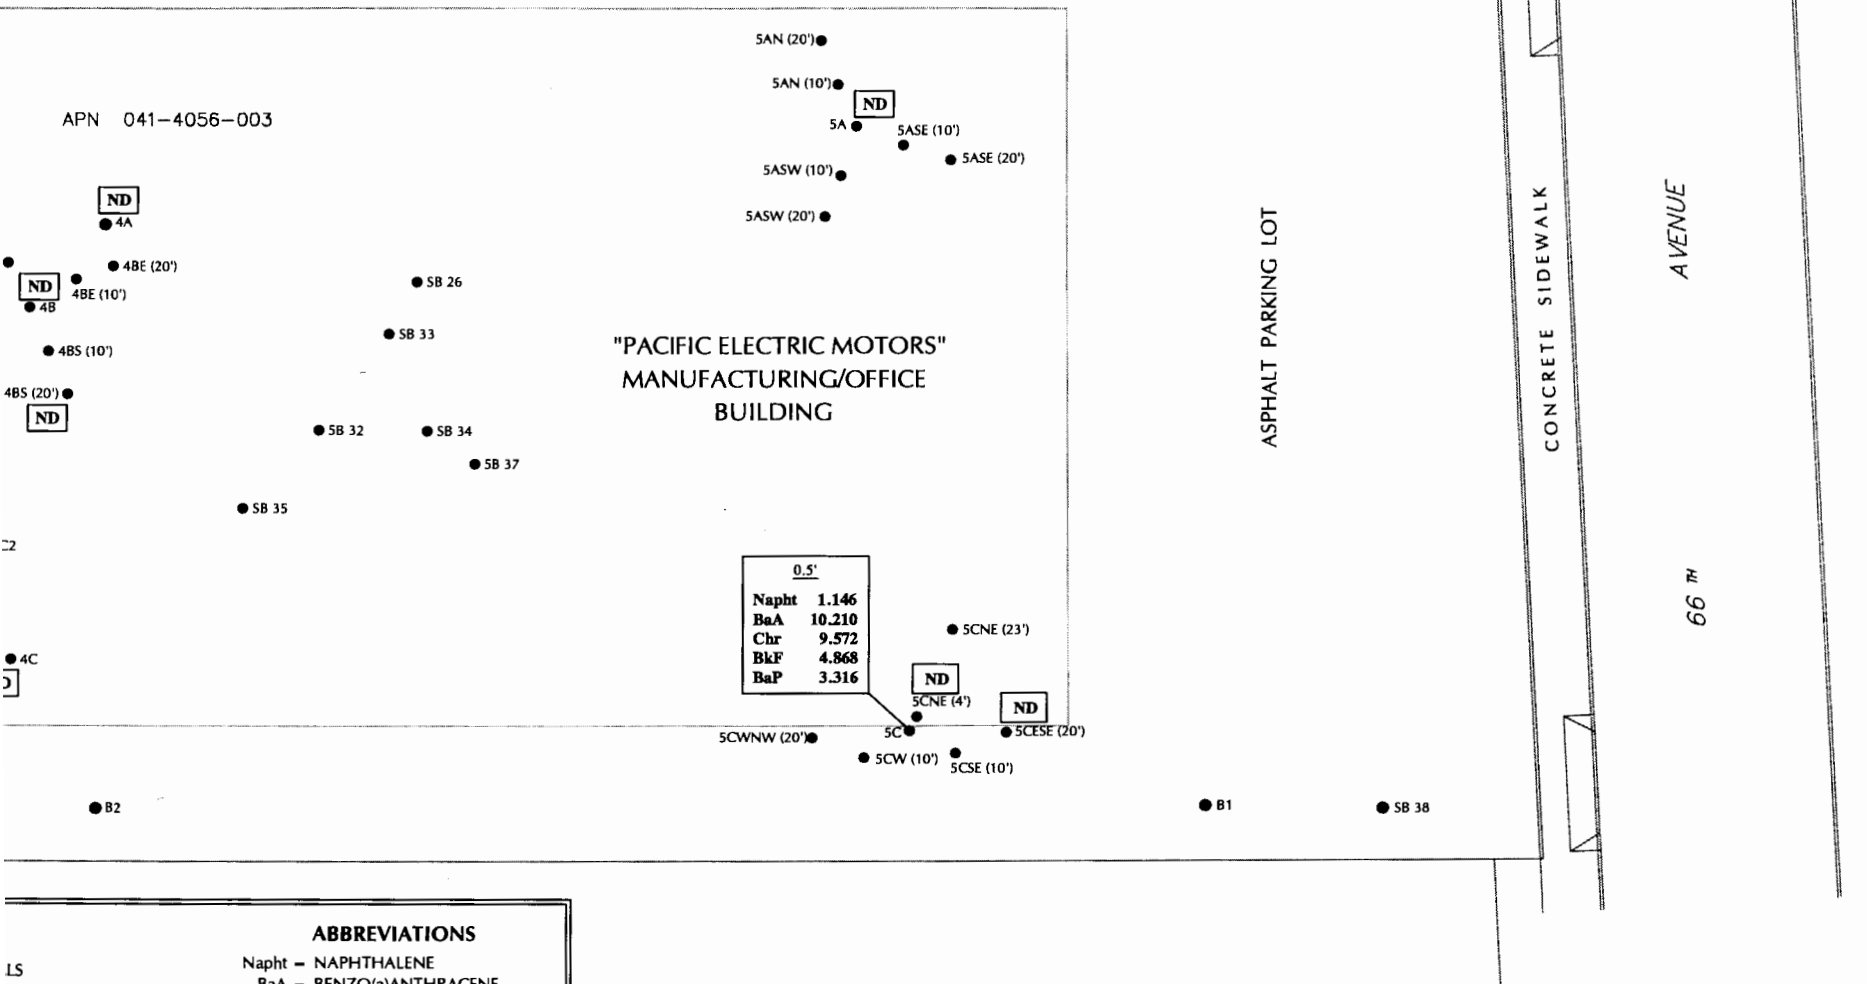 5AN (20')
5AN (10')
ND
APN 041-4056-003
5A
5ASE (10')
5ASE (20')
5ASW (10')
ND
5ASW (20')
4A
4BE (20')
ND
4BE (10')
4B
SB 26
SB 33
4BS (10')
4BS (20')
ND
"PACIFIC ELECTRIC MOTORS"
MANUFACTURING/OFFICE
BUILDING
SB 32
SB 34
SB 37
SB 35
C2
ASPHALT PARKING LOT
CONCRETE SIDEWALK
AVENUE
66 TH
0.5'
Napht 1.146
BaA 10.210
Chr 9.572
BkF 4.868
BaP 3.316
5CNE (23')
4C
ND
5CNE (4')
ND
5CWNW (20')
5C
5CESE (20')
5CW (10')
5CSE (10')
B2
B1
SB 38
ABBREVIATIONS
LS
Napht - NAPHTHALENE
BaA - BENZO(a)ANTHRACENE